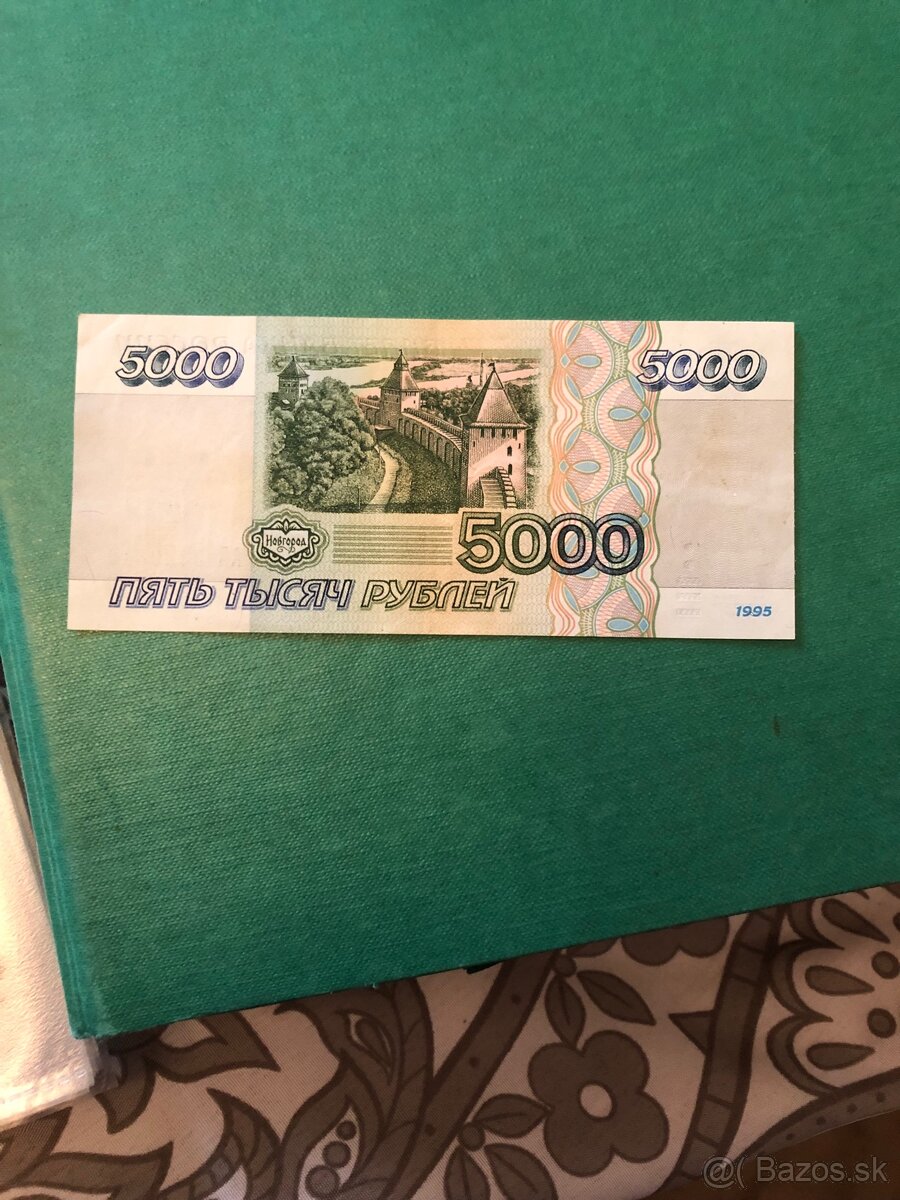 5000
5000
Новгород
5000
ПЯТЬ ТЫСЯЧ РУБЛЕЙ
1995
@( Bazos.sk